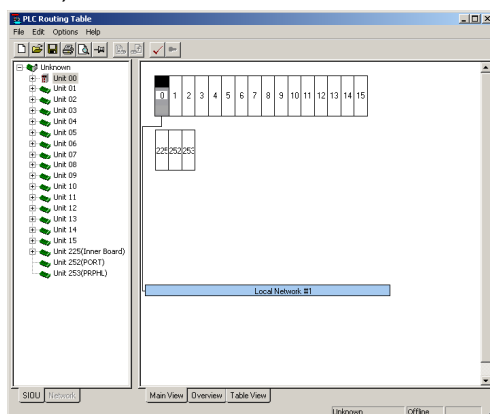 PLC Routing Table
File Edit Options Help
Unknown
Unit 00
Unit 01
Unit 02
Unit 03
Unit 04
Unit 05
Unit 06
Unit 07
Unit 08
Unit 09
Unit 10
Unit 11
Unit 12
Unit 13
Unit 14
Unit 15
Unit 225(Inner Board)
Unit 252(PORT)
Unit 253(PRPHL)
0 1 2 3 4 5 6 7 8 9 10 11 12 13 14 15
225 252 253
Local Network #1
SIOU Network
Main View Overview Table View
Unknown Offline